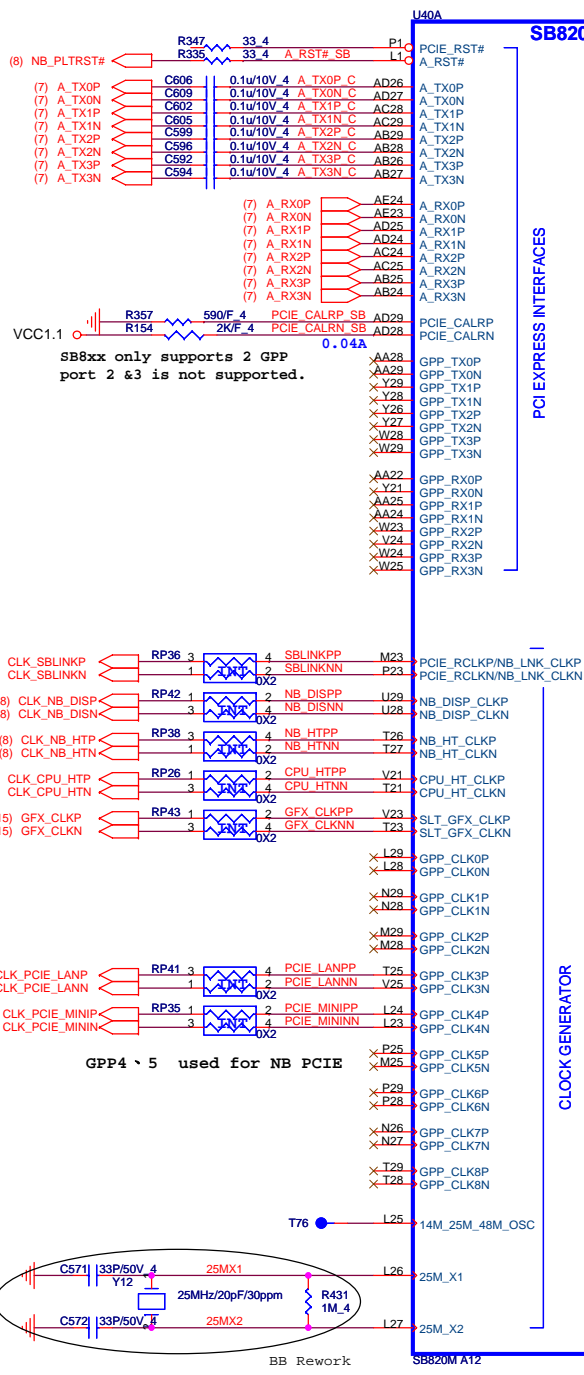 U40A
SB820
R347 33_4 P1 PCIE_RST#
(8) NB_PLTRST# R335 33_4 A_RST#_SB L1 A_RST#
(7) A_TX0P C606 0.1u/10V_4 A_TX0P_C AD26 A_TX0P
(7) A_TX0N C609 0.1u/10V_4 A_TX0N_C AD27 A_TX0N
(7) A_TX1P C602 0.1u/10V_4 A_TX1P_C AC28 A_TX1P
(7) A_TX1N C605 0.1u/10V_4 A_TX1N_C AC29 A_TX1N
(7) A_TX2P C599 0.1u/10V_4 A_TX2P_C AB29 A_TX2P
(7) A_TX2N C596 0.1u/10V_4 A_TX2N_C AB28 A_TX2N
(7) A_TX3P C592 0.1u/10V_4 A_TX3P_C AB26 A_TX3P
(7) A_TX3N C594 0.1u/10V_4 A_TX3N_C AB27 A_TX3N
(7) A_RX0P AE24 A_RX0P
(7) A_RX0N AE23 A_RX0N
(7) A_RX1P AD25 A_RX1P
(7) A_RX1N AD24 A_RX1N
(7) A_RX2P AC24 A_RX2P
(7) A_RX2N AC25 A_RX2N
(7) A_RX3P AB25 A_RX3P
(7) A_RX3N AB24 A_RX3N
PCI EXPRESS INTERFACES
R357 590/F_4 PCIE_CALRP_SB AD29 PCIE_CALRP
VCC1.1 R154 2K/F_4 PCIE_CALRN_SB AD28 PCIE_CALRN
0.04A
SB8xx only supports 2 GPP
port 2 &3 is not supported.
AA28 GPP_TX0P
AA29 GPP_TX0N
Y29 GPP_TX1P
Y28 GPP_TX1N
Y26 GPP_TX2P
Y27 GPP_TX2N
W28 GPP_TX3P
W29 GPP_TX3N
AA22 GPP_RX0P
Y21 GPP_RX0N
AA25 GPP_RX1P
AA24 GPP_RX1N
W23 GPP_RX2P
V24 GPP_RX2N
W24 GPP_RX3P
W25 GPP_RX3N
CLK_SBLINKP RP36 3 4 SBLINKPP M23 PCIE_RCLKP/NB_LNK_CLKP
CLK_SBLINKN 1 INT 2 SBLINKNN P23 PCIE_RCLKN/NB_LNK_CLKN
0X2
8) CLK_NB_DISP RP42 1 2 NB_DISPP U29 NB_DISP_CLKP
8) CLK_NB_DISN 3 INT 4 NB_DISNN U28 NB_DISP_CLKN
0X2
(8) CLK_NB_HTP RP38 3 4 NB_HTPP T26 NB_HT_CLKP
(8) CLK_NB_HTN 1 INT 2 NB_HTNN T27 NB_HT_CLKN
0X2
CLK_CPU_HTP RP26 1 2 CPU_HTPP V21 CPU_HT_CLKP
CLK_CPU_HTN 3 INT 4 CPU_HTNN T21 CPU_HT_CLKN
0X2
5) GFX_CLKP RP43 1 2 GFX_CLKPP V23 SLT_GFX_CLKP
5) GFX_CLKN 3 INT 4 GFX_CLKNN T23 SLT_GFX_CLKN
0X2
L29 GPP_CLK0P
L28 GPP_CLK0N
N29 GPP_CLK1P
N28 GPP_CLK1N
M29 GPP_CLK2P
M28 GPP_CLK2N
CLK_PCIE_LANP RP41 3 4 PCIE_LANPP T25 GPP_CLK3P
CLK_PCIE_LANN 1 INT 2 PCIE_LANNN V25 GPP_CLK3N
0X2
CLK_PCIE_MINIP RP35 1 2 PCIE_MINIPP L24 GPP_CLK4P
CLK_PCIE_MININ 3 INT 4 PCIE_MININN L23 GPP_CLK4N
0X2
CLOCK GENERATOR
GPP4、5 used for NB PCIE
P25 GPP_CLK5P
M25 GPP_CLK5N
P29 GPP_CLK6P
P28 GPP_CLK6N
N26 GPP_CLK7P
N27 GPP_CLK7N
T29 GPP_CLK8P
T28 GPP_CLK8N
T76 L25 14M_25M_48M_OSC
C571 33P/50V_4 25MX1 L26 25M_X1
Y12
25MHz/20pF/30ppm
R431
1M_4
C572 33P/50V_4 25MX2 L27 25M_X2
BB Rework
SB820M A12